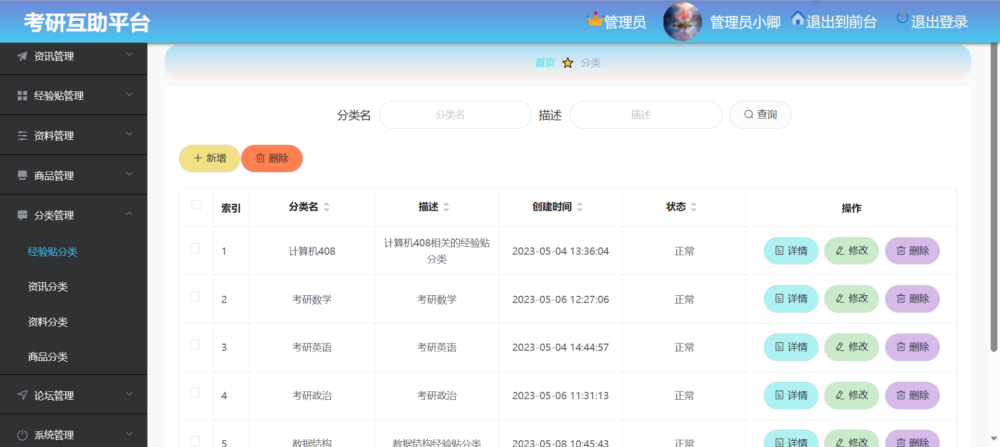 考研互助平台
管理员 管理员小卿 退出到前台 退出登录
资讯管理
经验贴管理
资料管理
商品管理
分类管理
经验贴分类
资讯分类
资料分类
商品分类
论坛管理
系统管理
首页 分类
分类名 分类名 描述 描述 查询
新增 删除
索引 分类名 描述 创建时间 状态 操作
1 计算机408 计算机408相关的经验贴
分类 2023-05-04 13:36:04 正常 详情 修改 删除
2 考研数学 考研数学 2023-05-06 12:27:06 正常 详情 修改 删除
3 考研英语 考研英语 2023-05-04 14:44:57 正常 详情 修改 删除
4 考研政治 考研政治 2023-05-06 11:31:13 正常 详情 修改 删除
5 数据结构 数据结构经验贴分类 2023-05-08 10:45:43 正常 详情 修改 删除